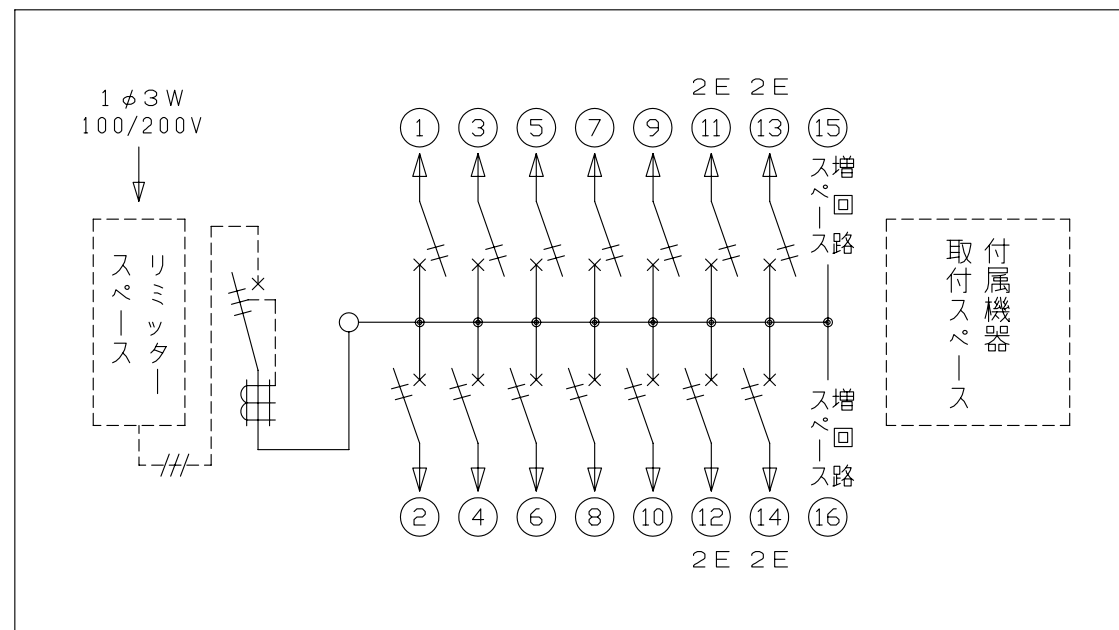 1φ3W
100/200V
リミッター
スペース
2E 2E
① ③ ⑤ ⑦ ⑨ ⑪ ⑬ ⑮
増回路
スペース
付属機器
取付スペース
増回路
スペース
② ④ ⑥ ⑧ ⑩ ⑫ ⑭ ⑯
2E 2E